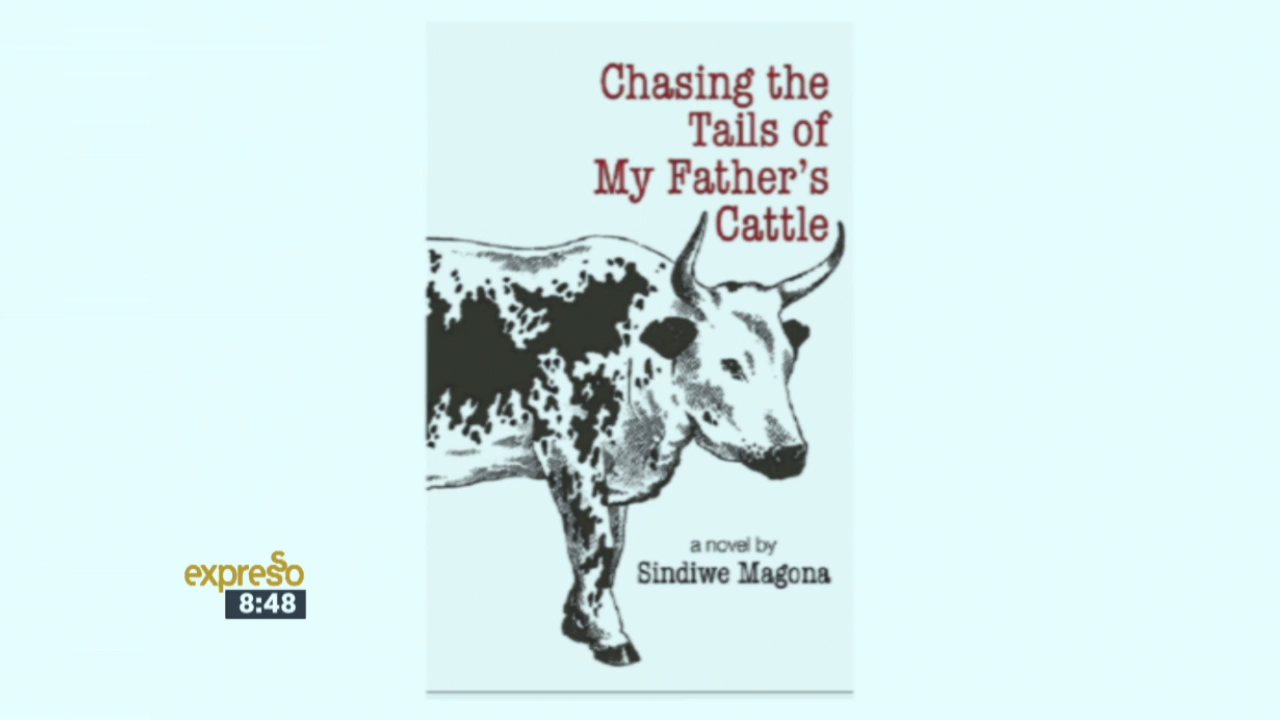 Chasing the
Tails of
My Father's
Cattle
a novel by
Sindiwe Magona
expresso
8:48